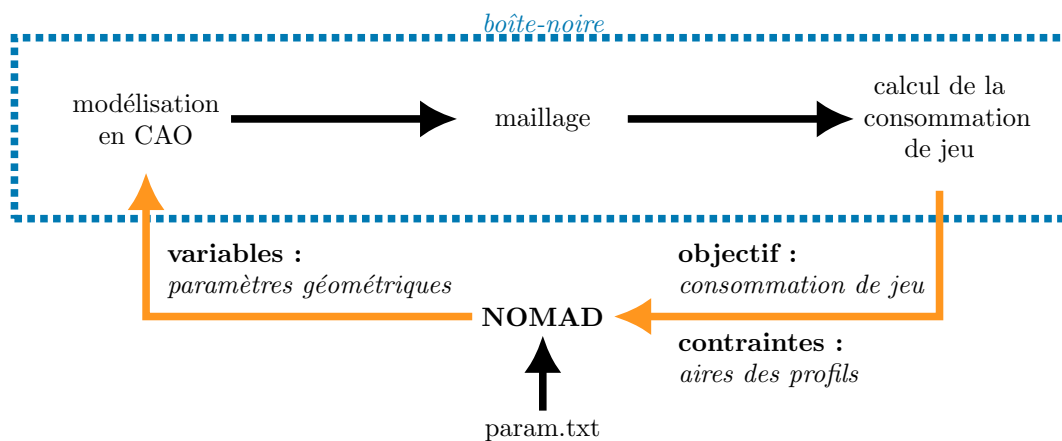 boîte-noire
modélisation
en CAO
maillage
calcul de la
consommation
de jeu
variables :
paramètres géométriques
objectif :
consommation de jeu
NOMAD
contraintes :
aires des profils
param.txt